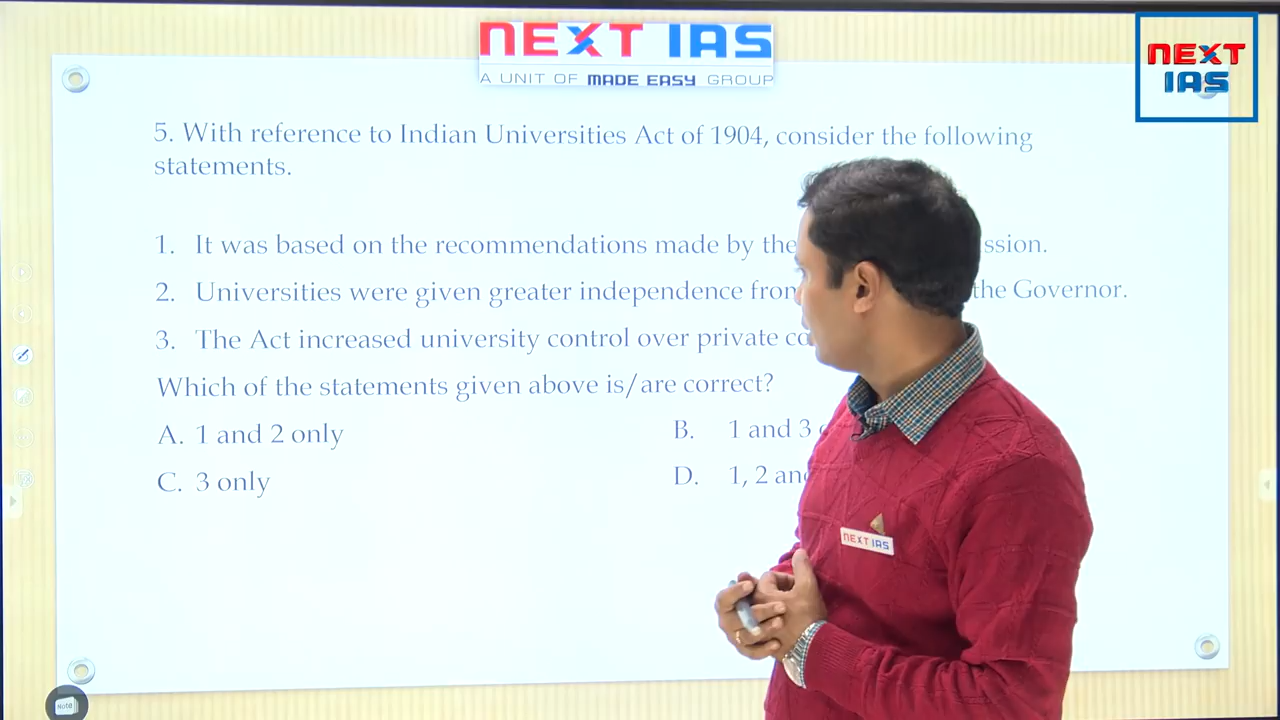 NEXT IAS
A UNIT OF MADE EASY GROUP
NEXT
IAS
5. With reference to Indian Universities Act of 1904, consider the following
statements.
1. It was based on the recommendations made by the ssion.
2. Universities were given greater independence from the Governor.
3. The Act increased university control over private co
Which of the statements given above is/are correct?
A. 1 and 2 only
B. 1 and 3
C. 3 only
D. 1, 2 and
NEXT IAS
Note